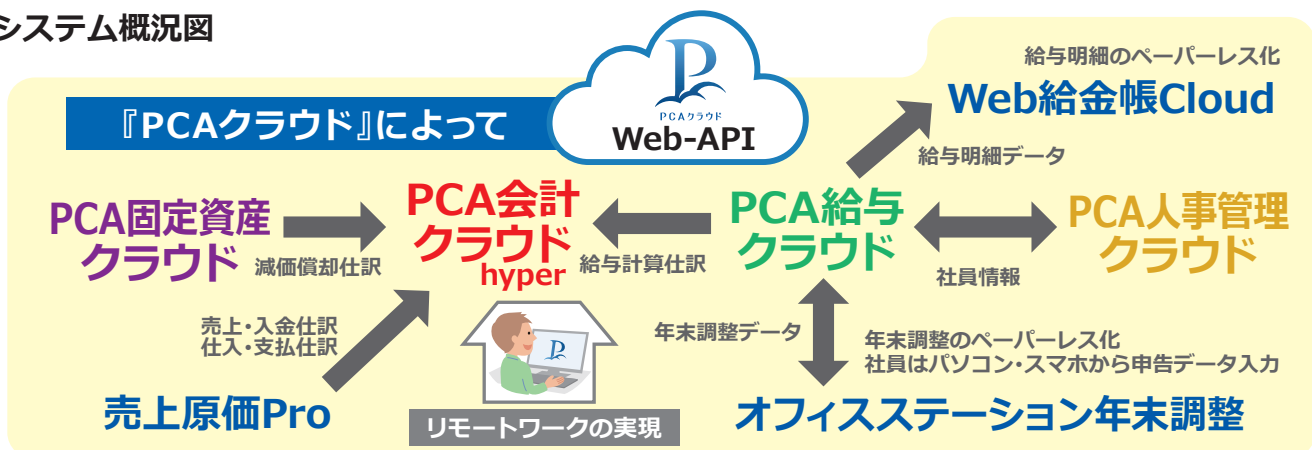 システム概況図
『PCAクラウド』によって
P
PCAクラウド
Web-API
給与明細のペーパーレス化
Web給金帳Cloud
給与明細データ
PCA固定資産
クラウド
減価償却仕訳
PCA会計
クラウド
hyper
給与計算仕訳
PCA給与
クラウド
社員情報
PCA人事管理
クラウド
売上・入金仕訳
仕入・支払仕訳
売上原価Pro
P
リモートワークの実現
年末調整データ
年末調整のペーパーレス化
社員はパソコン・スマホから申告データ入力
オフィスステーション年末調整